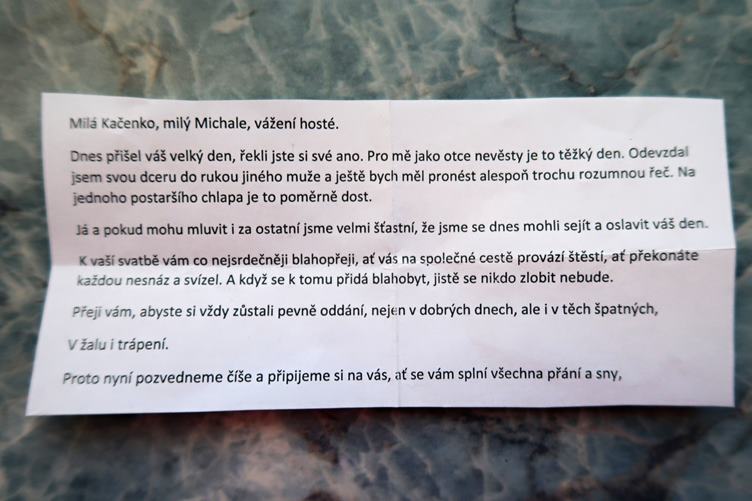 Milá Kačenko, milý Michale, vážení hosté.
Dnes přišel váš velký den, řekli jste si své ano. Pro mě jako otce nevěsty je to těžký den. Odevzdal
jsem svou dceru do rukou jiného muže a ještě bych měl pronést alespoň trochu rozumnou řeč. Na
jednoho postaršího chlapa je to poměrně dost.
Já a pokud mohu mluvit i za ostatní jsme velmi šťastní, že jsme se dnes mohli sejít a oslavit váš den.
K vaší svatbě vám co nejsrdečněji blahopřeji, ať vás na společné cestě provází štěstí, ať překonáte
každou nesnáz a svízel. A když se k tomu přidá blahobyt, jistě se nikdo zlobit nebude.
Přeji vám, abyste si vždy zůstali pevně oddáni, nejen v dobrých dnech, ale i v těch špatných,
V žalu i trápení.
Proto nyní pozvedneme číše a připijeme si na vás, ať se vám splní všechna přání a sny,